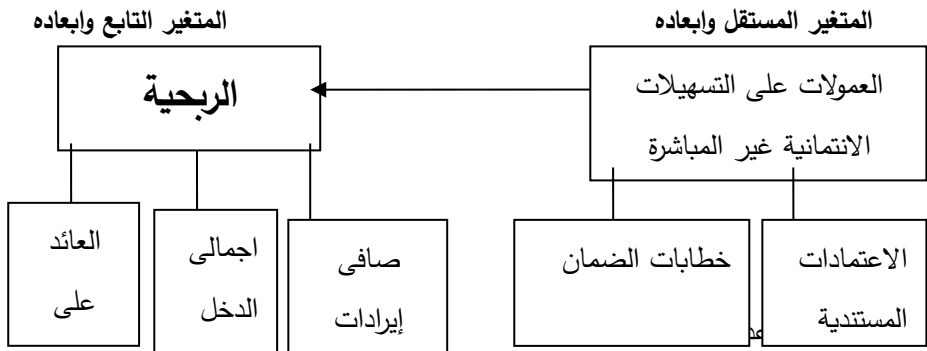 المتغير المستقل وابعاده
المتغير التابع وابعاده
العمولات على التسهيلات
الائتمانية غير المباشرة
الربحية
الاعتمادات
المستندية
خطابات الضمان
صافى
إيرادات
اجمالى
الدخل
العائد
على